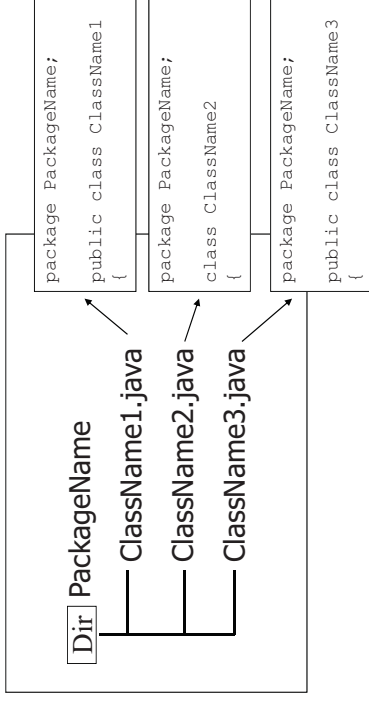 Dir PackageName
ClassName1.java
ClassName2.java
ClassName3.java
package PackageName;
public class ClassName1
{
package PackageName;
class ClassName2
{
package PackageName;
public class ClassName3
{